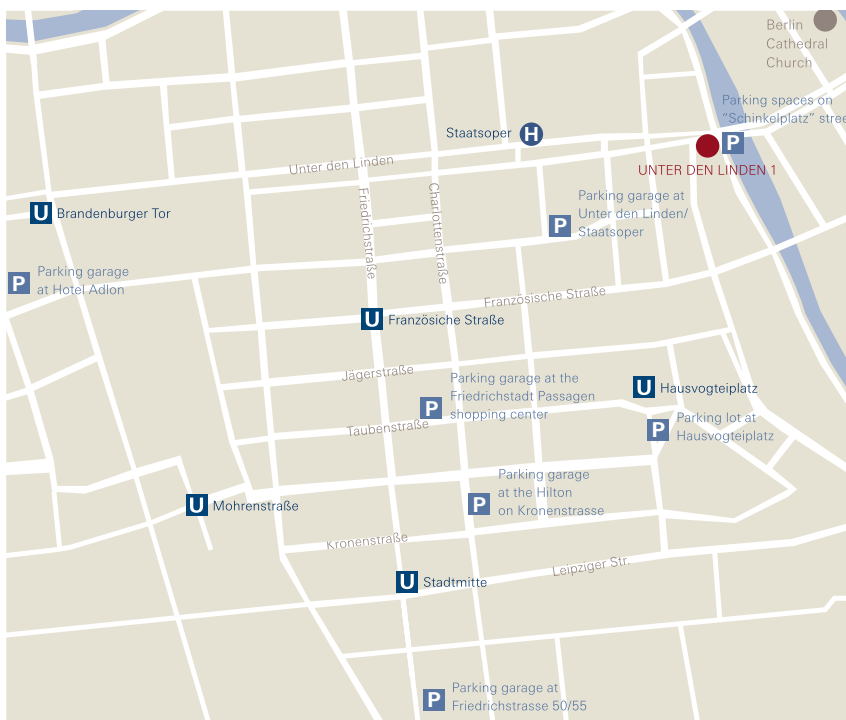 Berlin
Cathedral
Church
Parking spaces on
“Schinkelplatz” stree
P
Staatsoper H
UNTER DEN LINDEN 1
Unter den Linden
Friedrichstraße
Charlottenstraße
P Parking garage at
Unter den Linden/
Staatsoper
U Brandenburger Tor
P Parking garage
at Hotel Adlon
Französische Straße
U Französiche Straße
Jägerstraße
P Parking garage at the
Friedrichstadt Passagen
shopping center
U Hausvogteiplatz
P Parking lot at
Hausvogteiplatz
Taubenstraße
P Parking garage
at the Hilton
on Kronenstrasse
U Mohrenstraße
Kronenstraße
Leipziger Str.
U Stadtmitte
P Parking garage at
Friedrichstrasse 50/55